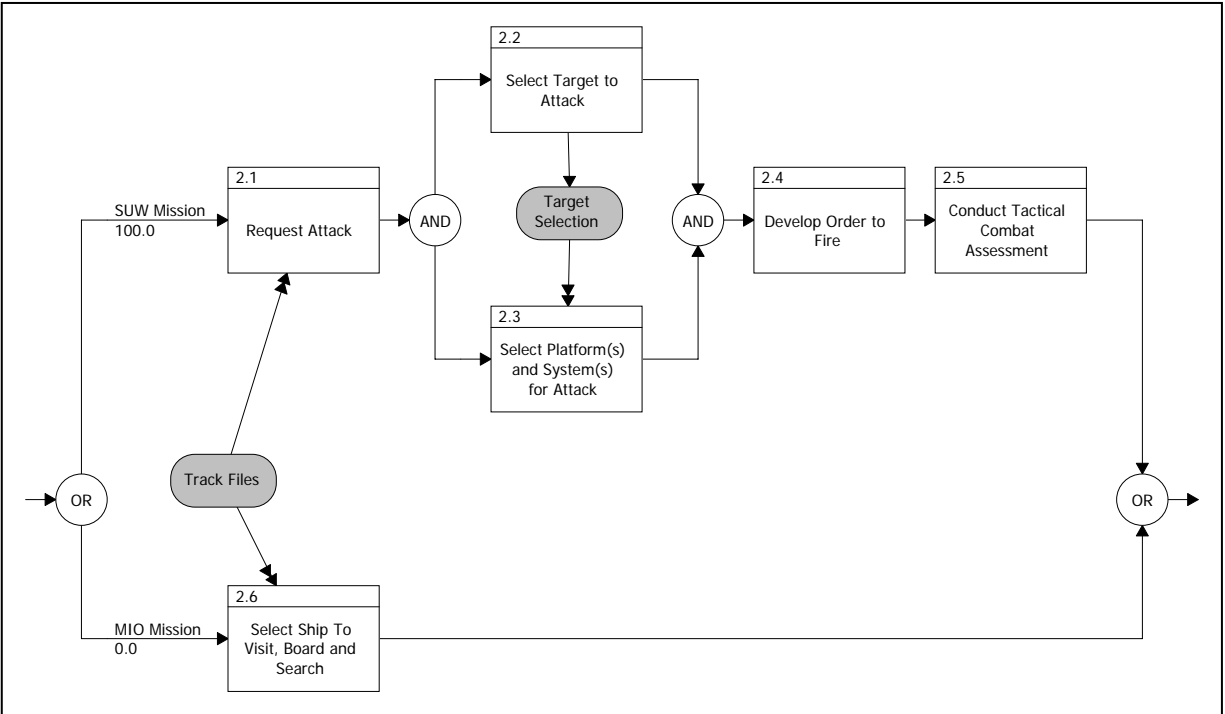 2.2
Select Target to
Attack
2.1
Request Attack
SUW Mission
100.0
AND
Target
Selection
AND
2.4
Develop Order to
Fire
2.5
Conduct Tactical
Combat
Assessment
2.3
Select Platform(s)
and System(s)
for Attack
Track Files
OR
OR
2.6
Select Ship To
Visit, Board and
Search
MIO Mission
0.0